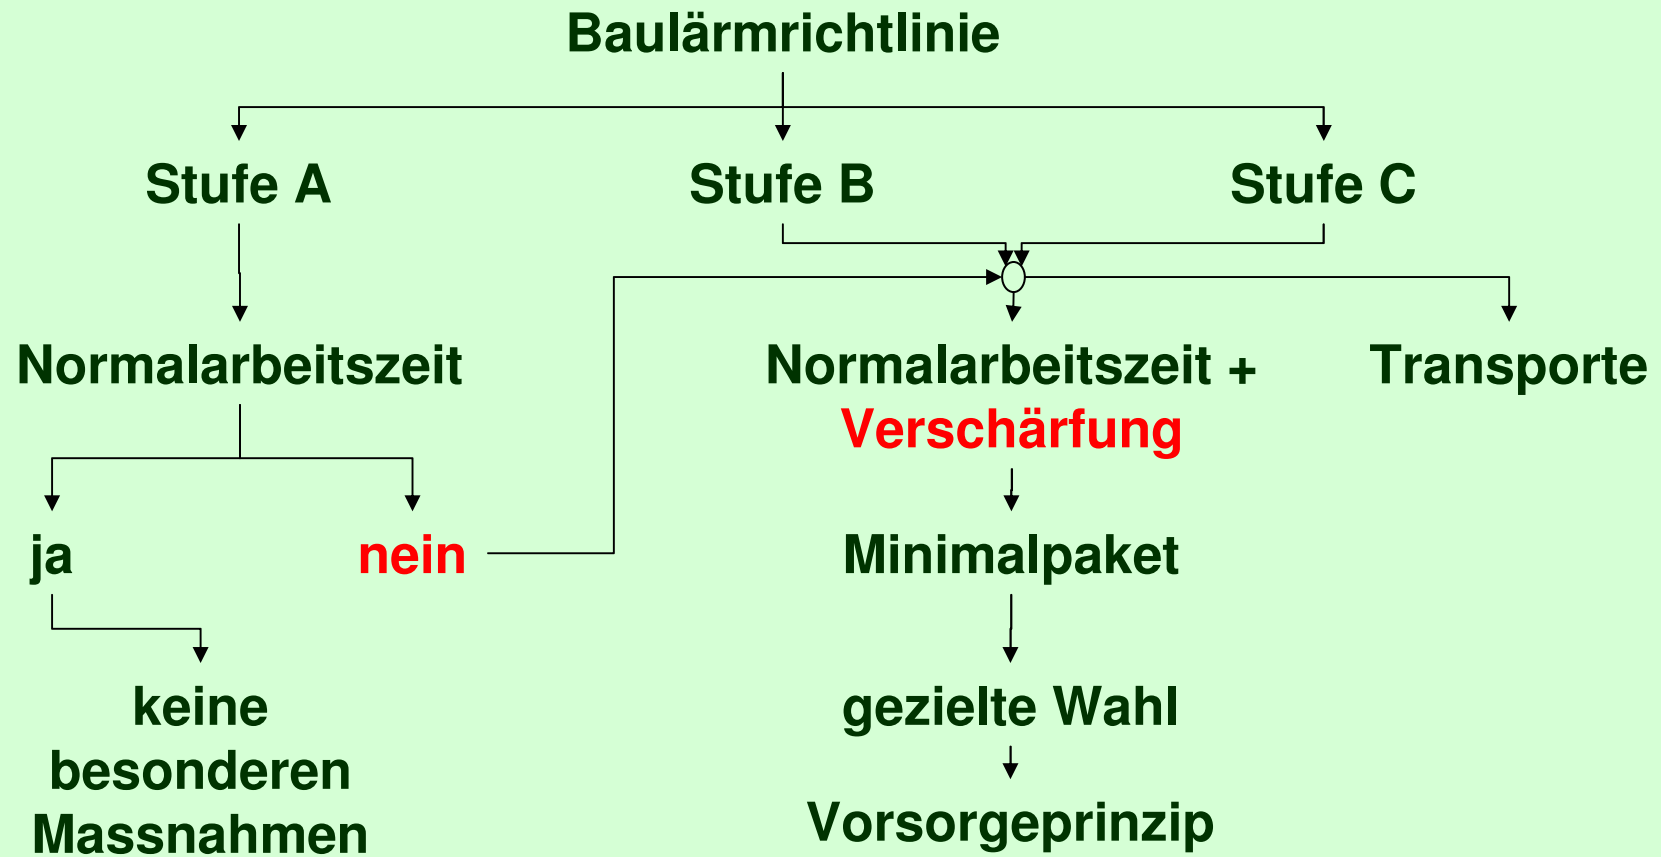 Baulärmrichtlinie
Stufe A
Stufe B
Stufe C
Normalarbeitszeit
Normalarbeitszeit +
Verschärfung
Transporte
ja
nein
Minimalpaket
keine
besonderen
Massnahmen
gezielte Wahl
Vorsorgeprinzip